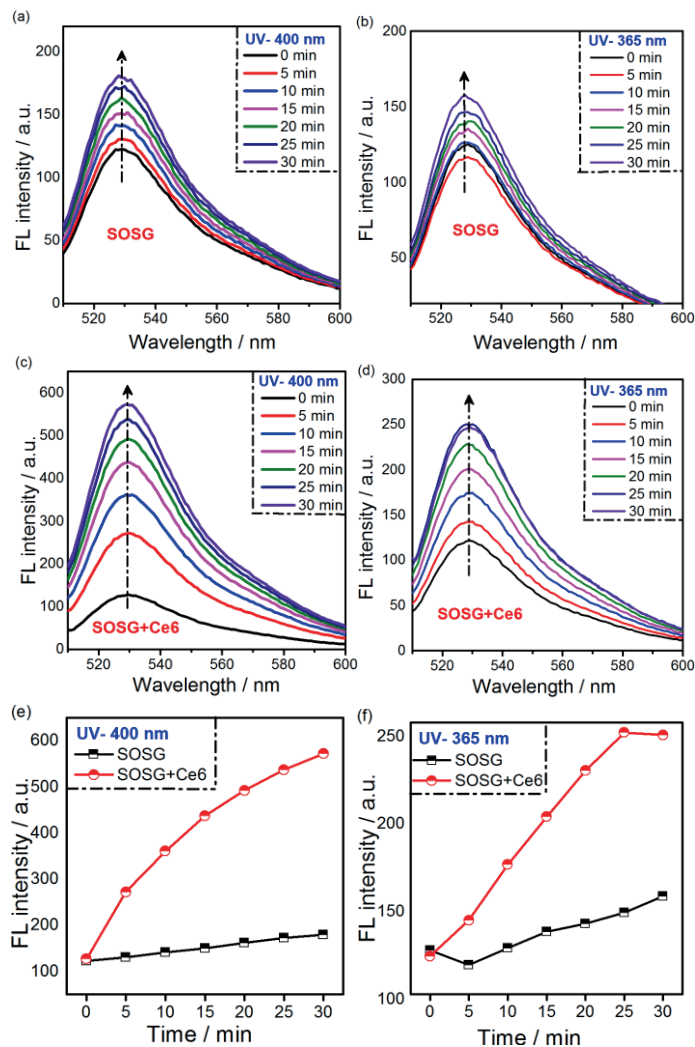 (a)
UV- 400 nm
0 min
5 min
10 min
15 min
20 min
25 min
30 min
SOSG
FL intensity / a.u.
0
50
100
150
200
520
540
560
580
600
Wavelength / nm
(b)
UV- 365 nm
0 min
5 min
10 min
15 min
20 min
25 min
30 min
SOSG
FL intensity / a.u.
50
100
150
200
520
540
560
580
600
Wavelength / nm
(c)
UV- 400 nm
0 min
5 min
10 min
15 min
20 min
25 min
30 min
SOSG+Ce6
FL intensity / a.u.
0
100
200
300
400
500
600
520
540
560
580
600
Wavelength / nm
(d)
UV- 365 nm
0 min
5 min
10 min
15 min
20 min
25 min
30 min
SOSG+Ce6
FL intensity / a.u.
0
50
100
150
200
250
300
520
540
560
580
600
Wavelength / nm
(e)
UV- 400 nm
SOSG
SOSG+Ce6
FL intensity / a.u.
100
200
300
400
500
600
0
5
10
15
20
25
30
Time / min
(f)
UV- 365 nm
SOSG
SOSG+Ce6
FL intensity / a.u.
100
150
200
250
0
5
10
15
20
25
30
Time / min